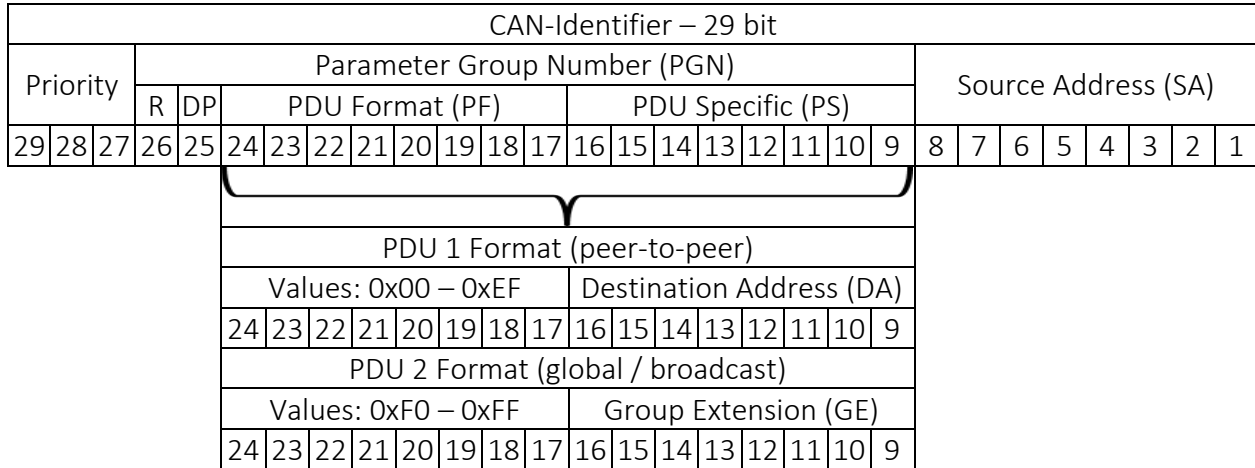 CAN-Identifier – 29 bit
Priority Parameter Group Number (PGN) Source Address (SA)
R DP PDU Format (PF) PDU Specific (PS)
29 28 27 26 25 24 23 22 21 20 19 18 17 16 15 14 13 12 11 10 9 8 7 6 5 4 3 2 1
PDU 1 Format (peer-to-peer)
Values: 0x00 – 0xEF Destination Address (DA)
24 23 22 21 20 19 18 17 16 15 14 13 12 11 10 9
PDU 2 Format (global / broadcast)
Values: 0xF0 – 0xFF Group Extension (GE)
24 23 22 21 20 19 18 17 16 15 14 13 12 11 10 9